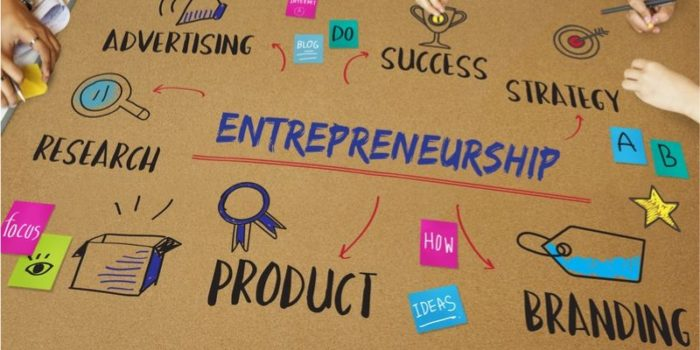 INTERNET
ADVERTISING
BLOG
DO
SUCCESS
STRATEGY
ENTREPRENEURSHIP
A
B
RESEARCH
focus
HOW
PRODUCT
IDEAS
BRANDING